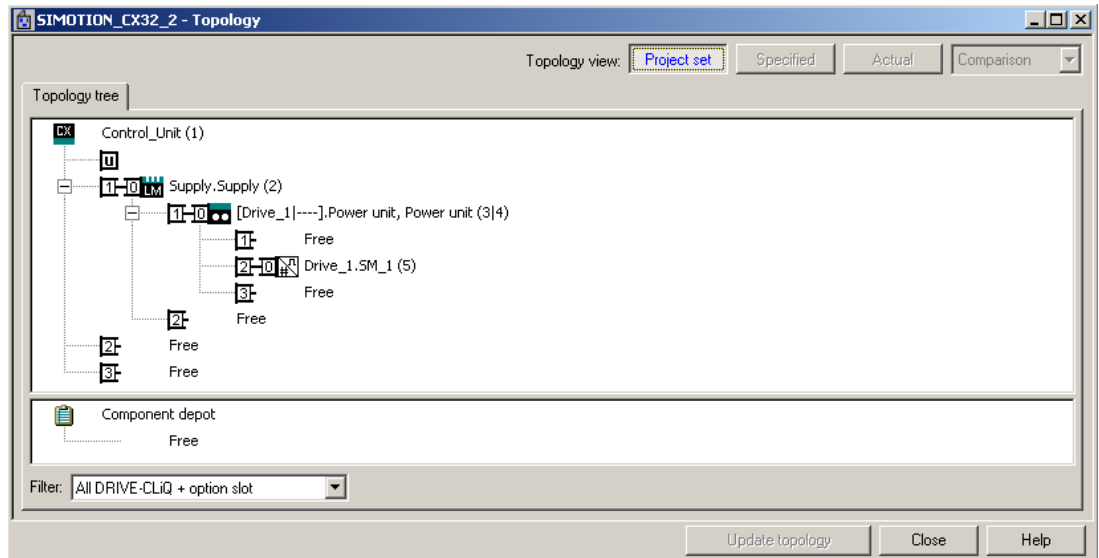 SIMOTION_CX32_2 - Topology
Topology view: Project set Specified Actual Comparison
Topology tree
CX Control_Unit (1)
U
1 0 LM Supply.Supply (2)
1 0 [Drive_1|----].Power unit, Power unit (3|4)
1 Free
2 0 # Drive_1.SM_1 (5)
3 Free
2 Free
2 Free
3 Free
Component depot
Free
Filter: All DRIVE-CLiQ + option slot
Update topology Close Help